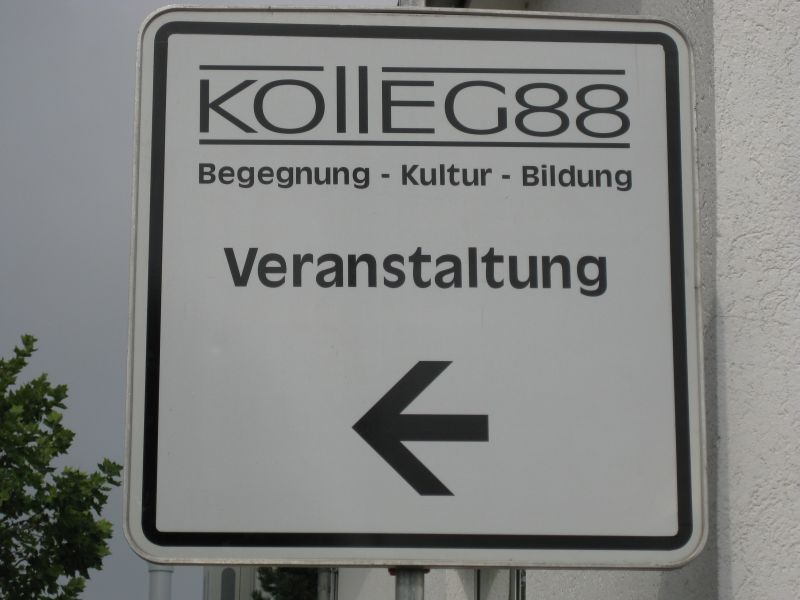 KOllEG88
Begegnung - Kultur - Bildung
Veranstaltung